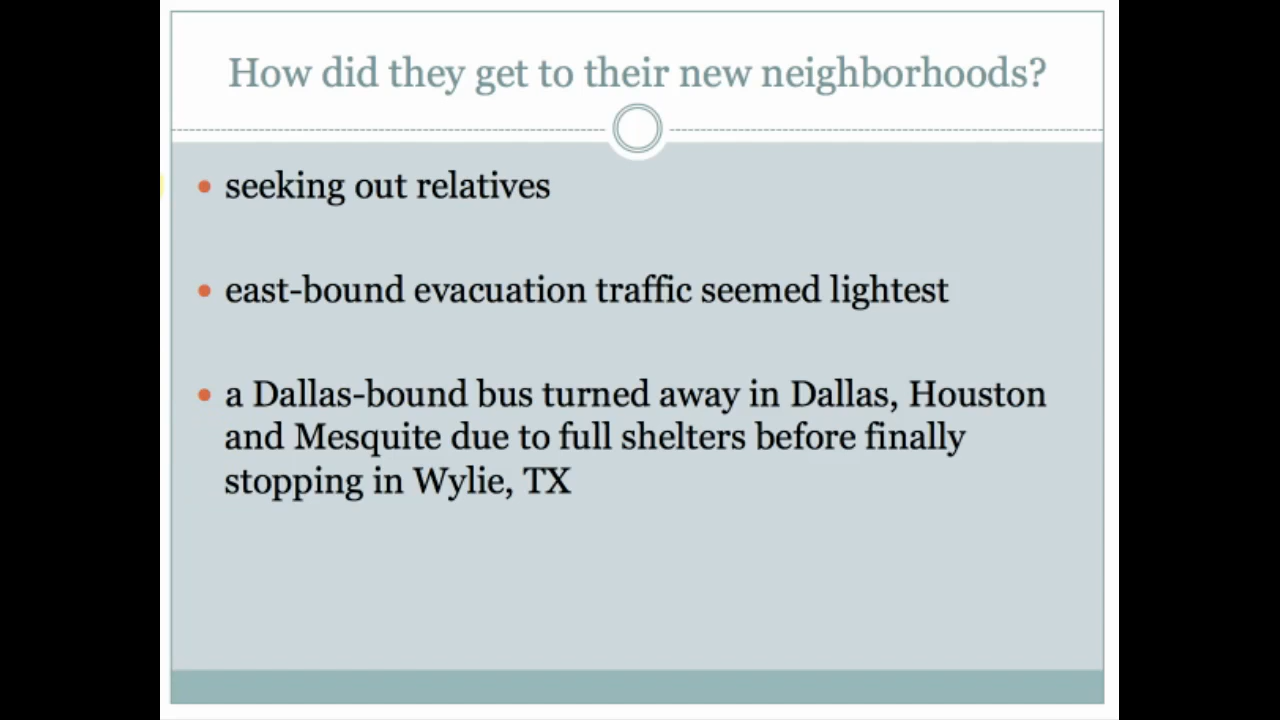 How did they get to their new neighborhoods?
seeking out relatives
east-bound evacuation traffic seemed lightest
a Dallas-bound bus turned away in Dallas, Houston
and Mesquite due to full shelters before finally
stopping in Wylie, TX